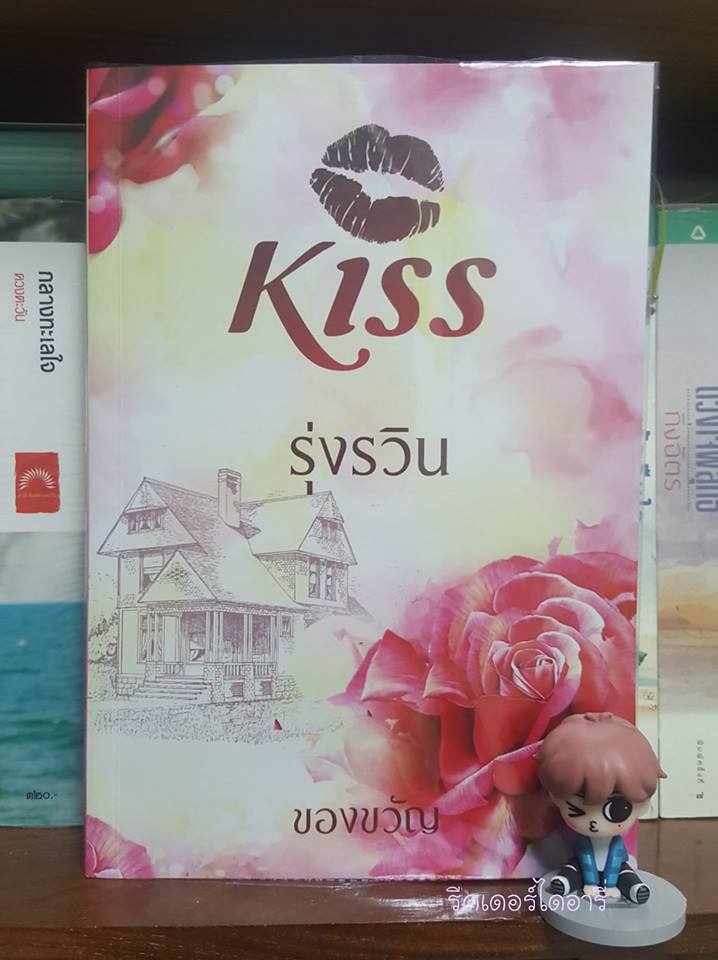 Kiss
รุ่งรวิน
ของขวัญ
กลางทะเลใจ
ดวงตะวัน
๓๒๐.-
กิ่งฉัตร
รีดเดอร์ไดอารี่